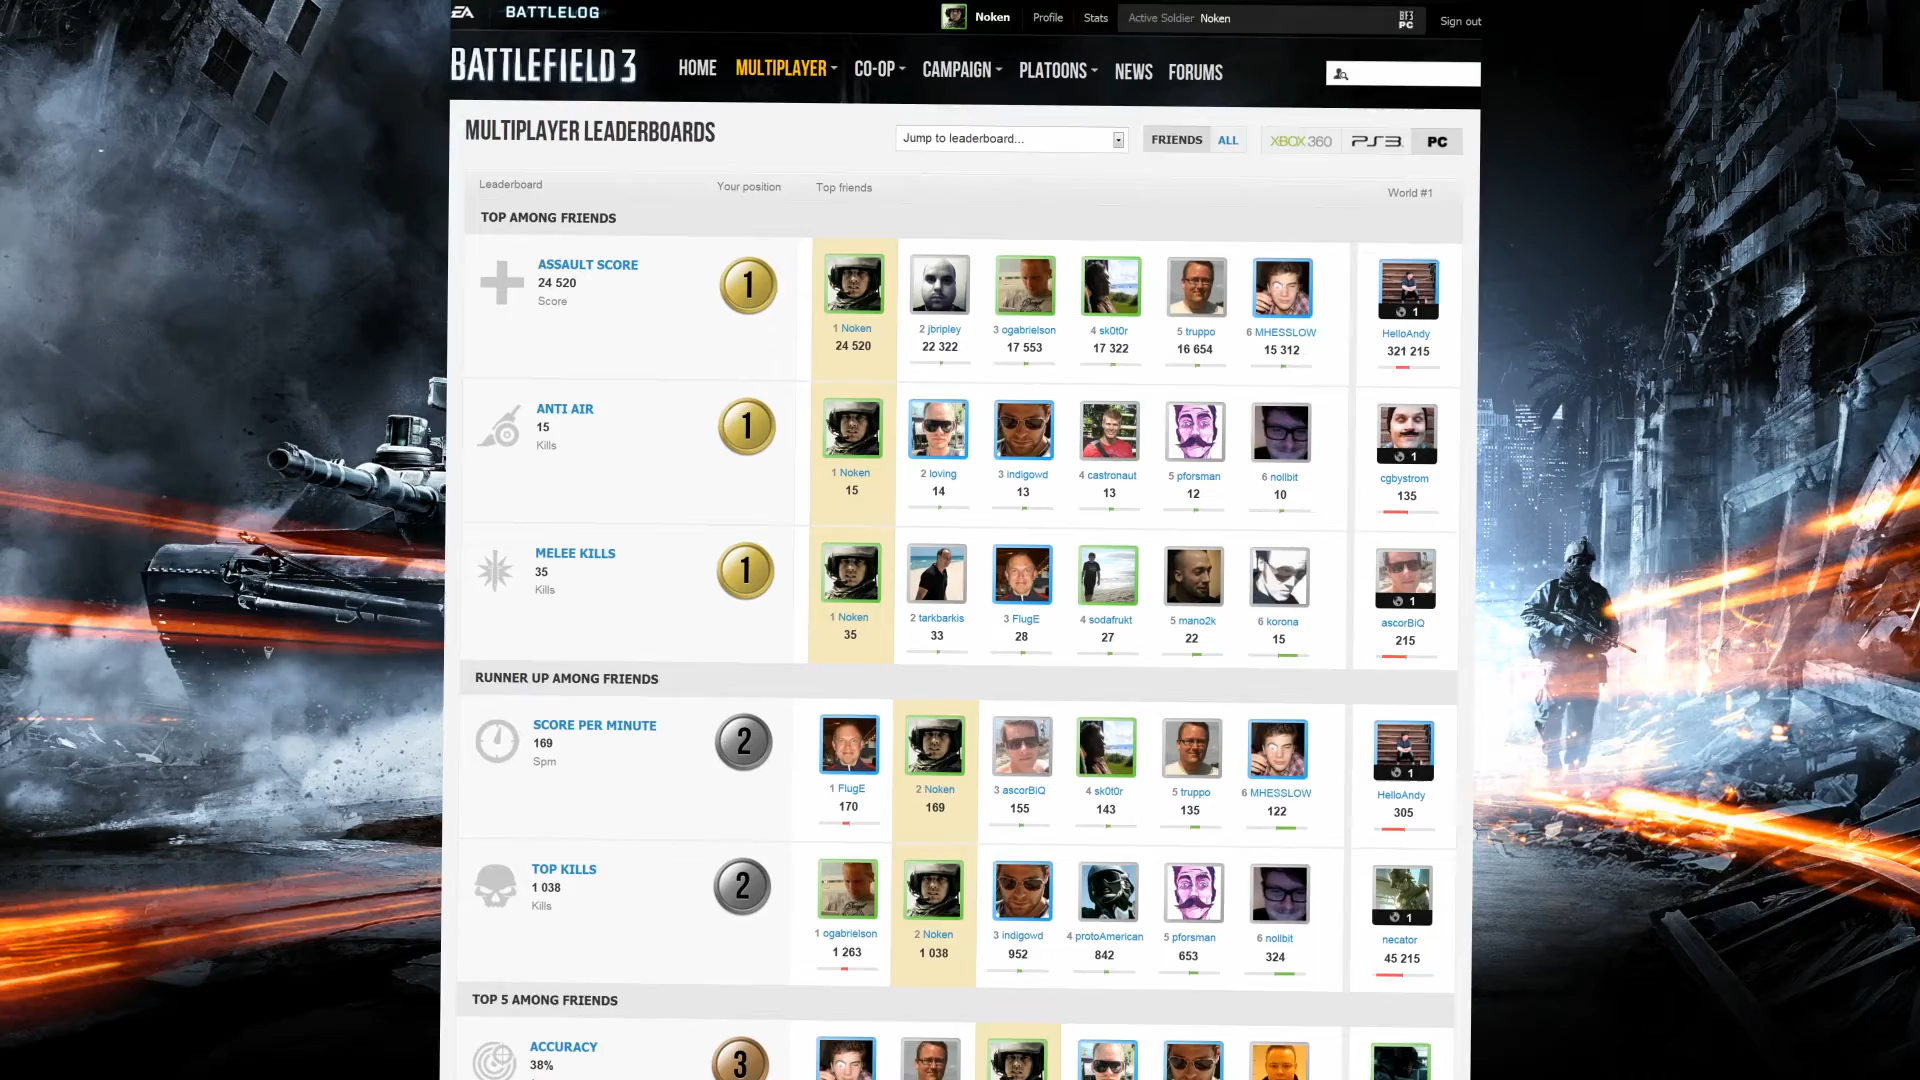 EA BATTLELOG Noken Profile Stats Active Soldier Noken BF3 PC Sign out
BATTLEFIELD 3 HOME MULTIPLAYER CO-OP CAMPAIGN PLATOONS NEWS FORUMS
MULTIPLAYER LEADERBOARDS Jump to leaderboard... FRIENDS ALL XBOX 360 PS3 PC
Leaderboard Your position Top friends World #1
TOP AMONG FRIENDS
ASSAULT SCORE
24 520
Score
1
1 Noken 2 jbripley 3 ogabrielson 4 sk0t0r 5 truppo 6 MHESSLOW HelloAndy
24 520 22 322 17 553 17 322 16 654 15 312 321 215
1
ANTI AIR
15
Kills
1
1 Noken 2 loving 3 indigowd 4 castronaut 5 pforsman 6 nollbit cgbystrom
15 14 13 13 12 10 135
1
MELEE KILLS
35
Kills
1
1 Noken 2 tarkbarkis 3 FlugE 4 sodafrukt 5 mano2k 6 korona ascorBiQ
35 33 28 27 22 15 215
1
RUNNER UP AMONG FRIENDS
SCORE PER MINUTE
169
Spm
2
1 FlugE 2 Noken 3 ascorBiQ 4 sk0t0r 5 truppo 6 MHESSLOW HelloAndy
170 169 155 143 135 122 305
1
TOP KILLS
1 038
Kills
2
1 ogabrielson 2 Noken 3 indigowd 4 protoAmerican 5 pforsman 6 nollbit necator
1 263 1 038 952 842 653 324 45 215
1
TOP 5 AMONG FRIENDS
ACCURACY
38%
3